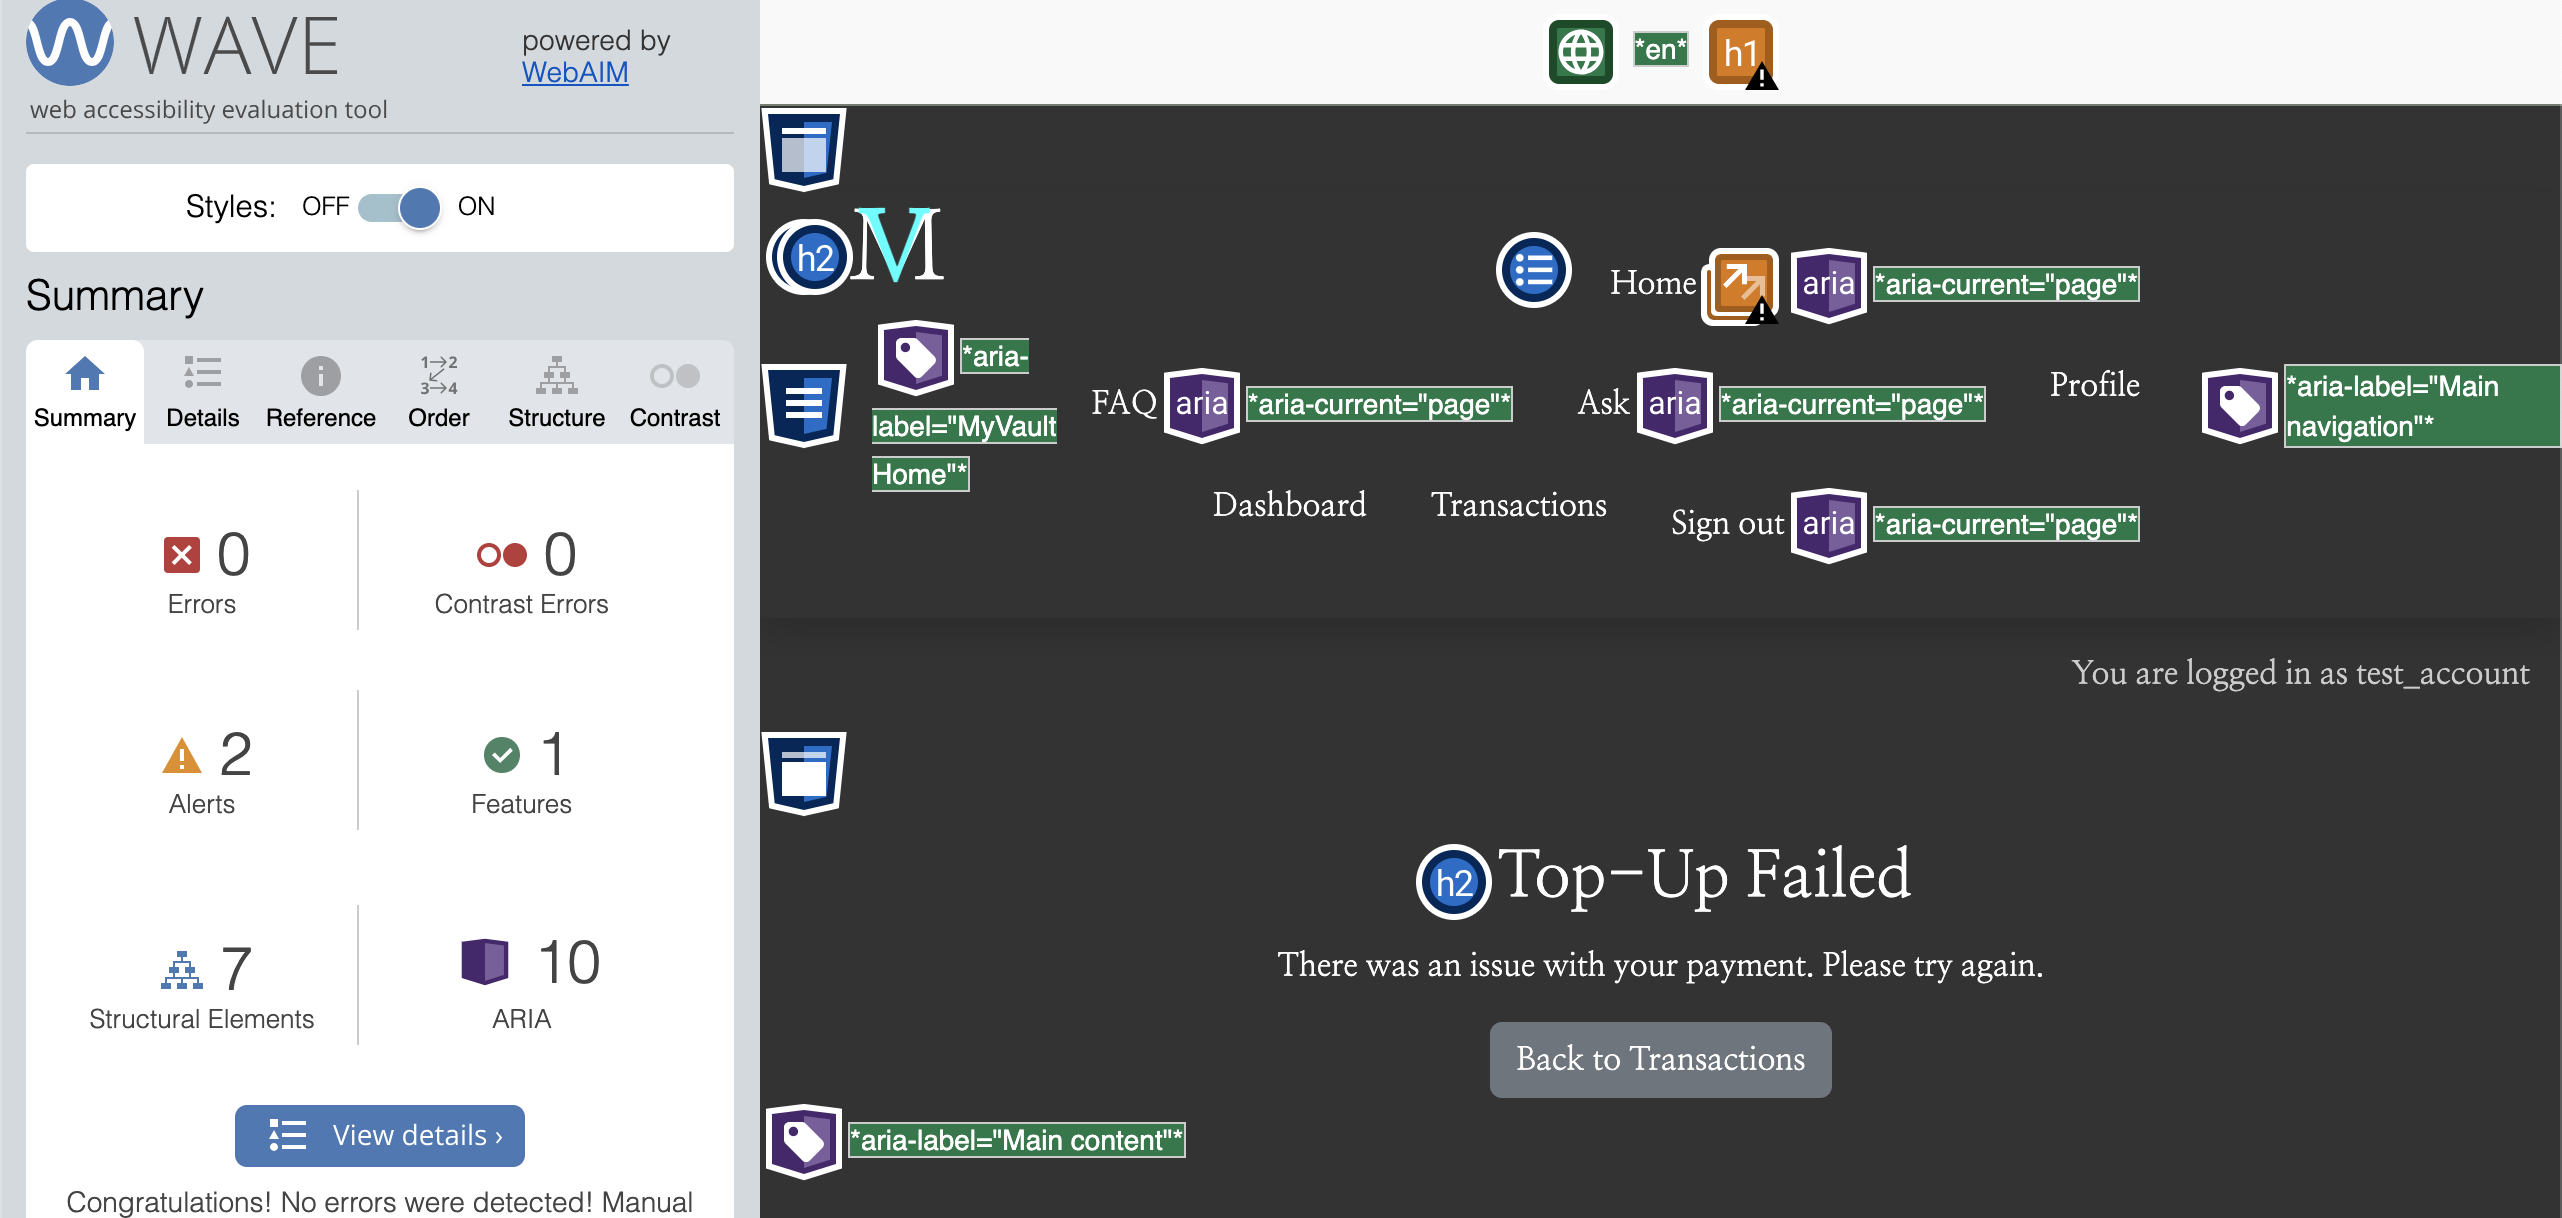 WAVE
powered by
WebAIM
web accessibility evaluation tool
Styles: OFF ON
Summary
Summary Details Reference Order Structure Contrast
0
Errors
0
Contrast Errors
2
Alerts
1
Features
7
Structural Elements
10
ARIA
View details ›
Congratulations! No errors were detected! Manual
*en* h1
h2 M
Home aria *aria-current="page"*
*aria-
label="MyVault
Home"*
FAQ aria *aria-current="page"*
Ask aria *aria-current="page"*
Profile
*aria-label="Main
navigation"*
Dashboard
Transactions
Sign out aria *aria-current="page"*
You are logged in as test_account
h2 Top-Up Failed
There was an issue with your payment. Please try again.
Back to Transactions
*aria-label="Main content"*